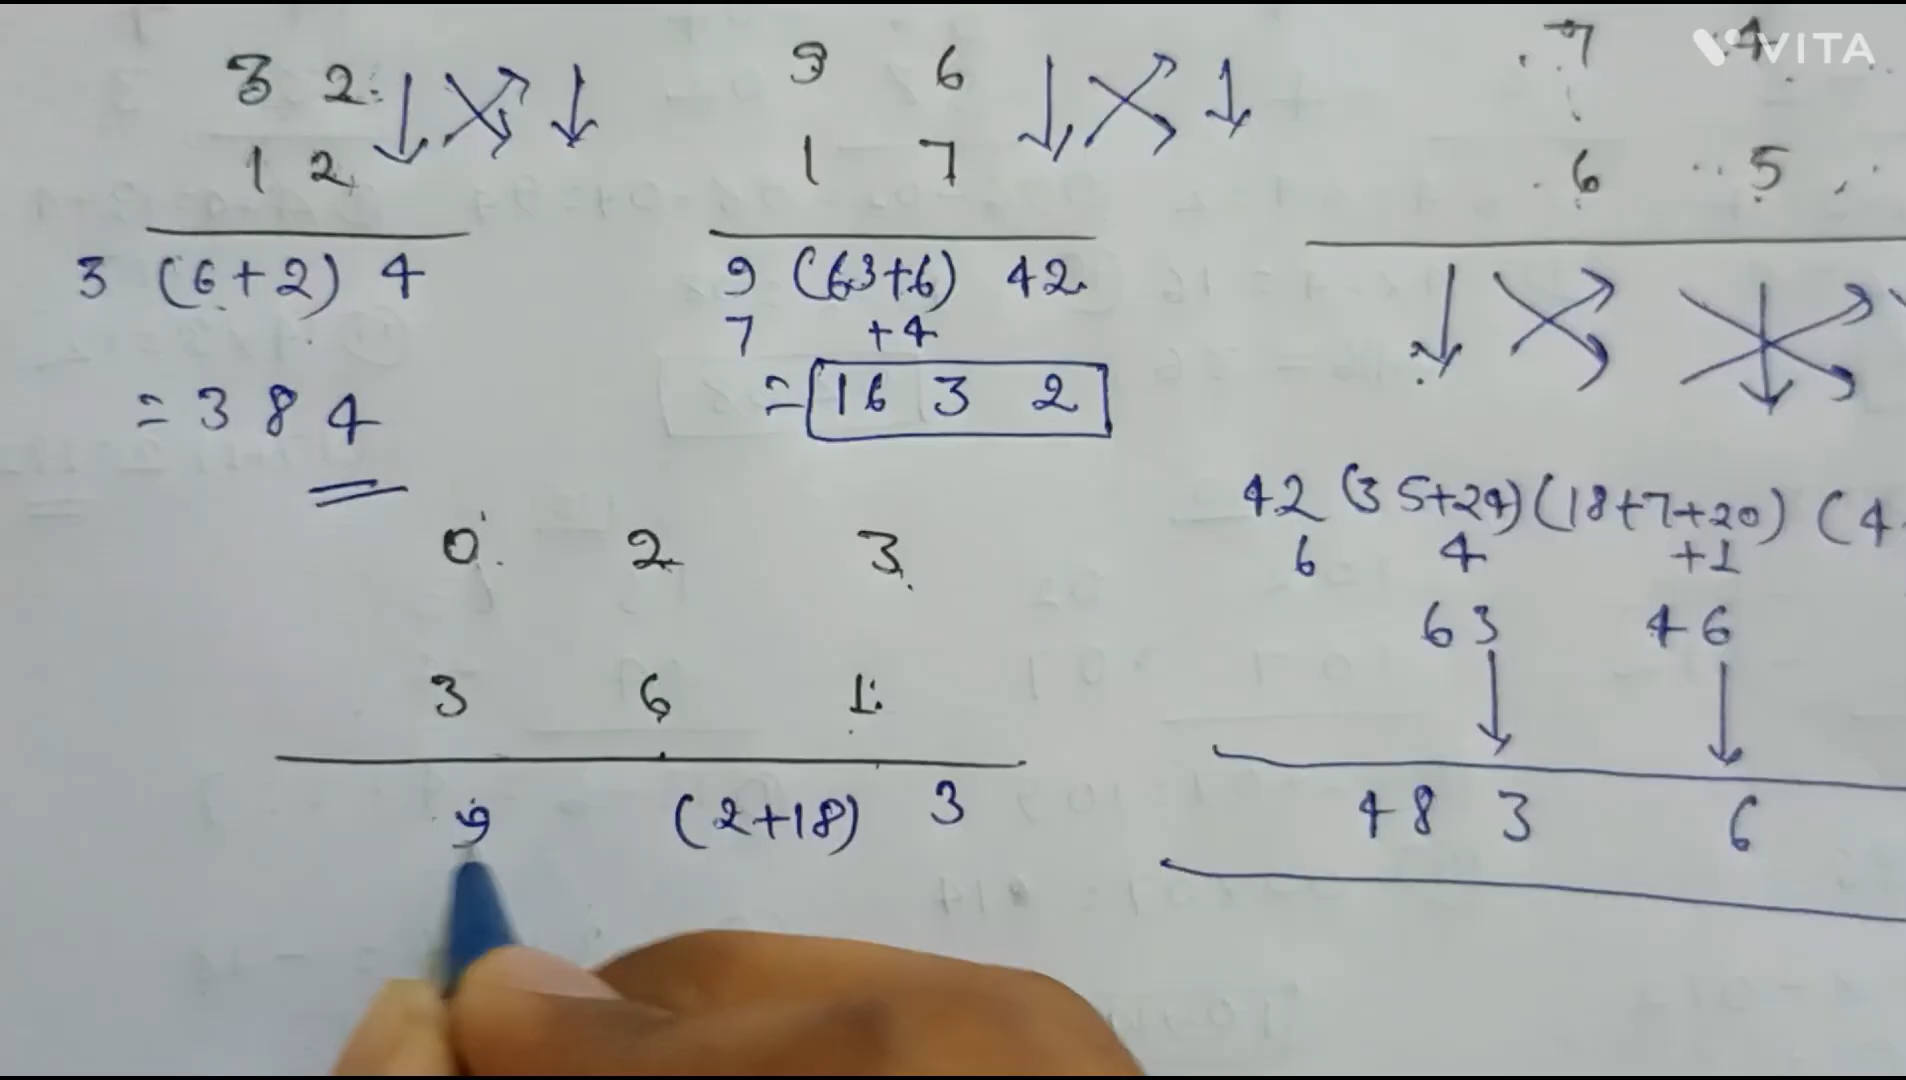 3 2
1 2
3 (6+2) 4
= 3 8 4
9 6
1 7
9 (63+6) 42
7 +4
= 16 3 2
7 4
6 5
42 (35+24) (18+7+20) (4
6 4 +1
63 46
48 3 6
0 2 3
3 6 1
9 (2+18) 3
VITA